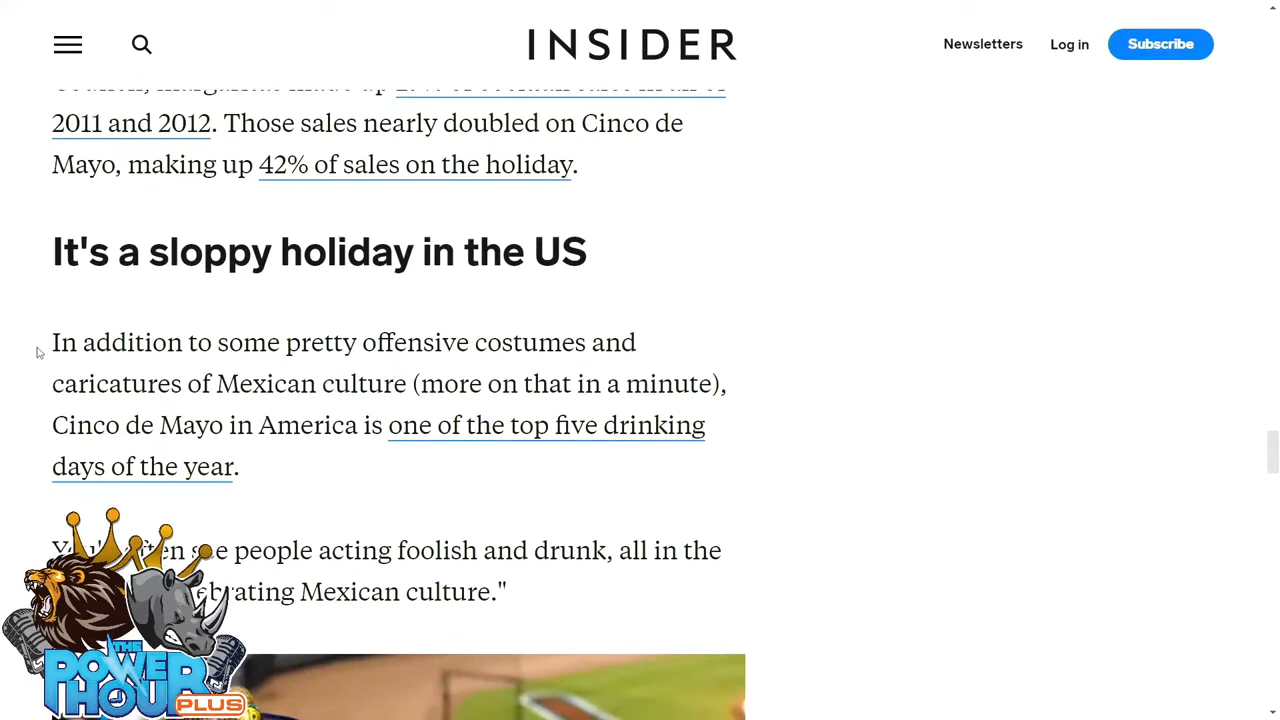 INSIDER
Newsletters
Log in
Subscribe
2011 and 2012. Those sales nearly doubled on Cinco de
Mayo, making up 42% of sales on the holiday.
It's a sloppy holiday in the US
In addition to some pretty offensive costumes and
caricatures of Mexican culture (more on that in a minute),
Cinco de Mayo in America is one of the top five drinking
days of the year.
people acting foolish and drunk, all in the
Mexican culture."
THE
POWER
HOUR
PLUS